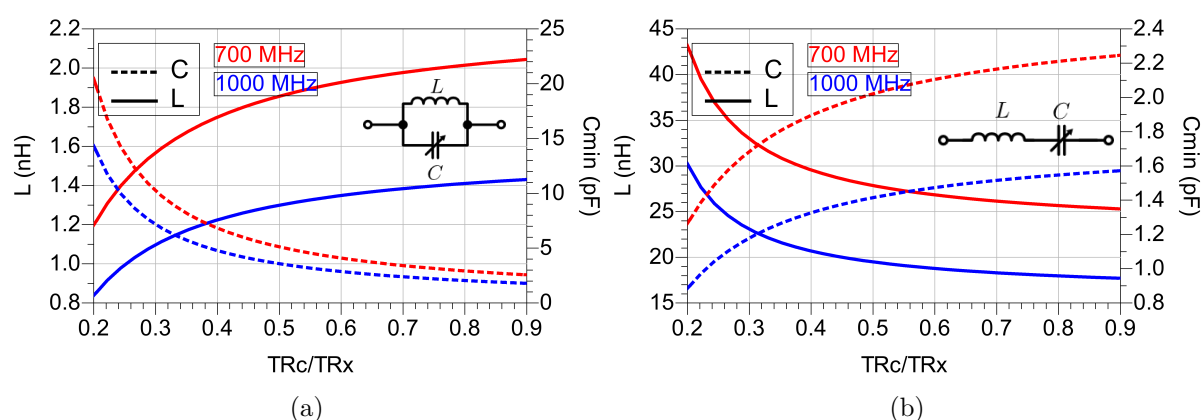 2.2
2.0
1.8
1.6
1.4
1.2
1.0
0.8
L (nH)
25
20
15
10
5
0
Cmin (pF)
0.2
0.3
0.4
0.5
0.6
0.7
0.8
0.9
TRc/TRx
C
L
700 MHz
1000 MHz
L
C
(a)
45
40
35
30
25
20
15
L (nH)
2.4
2.2
2.0
1.8
1.6
1.4
1.2
1.0
0.8
Cmin (pF)
0.2
0.3
0.4
0.5
0.6
0.7
0.8
0.9
TRc/TRx
C
L
700 MHz
1000 MHz
L
C
(b)